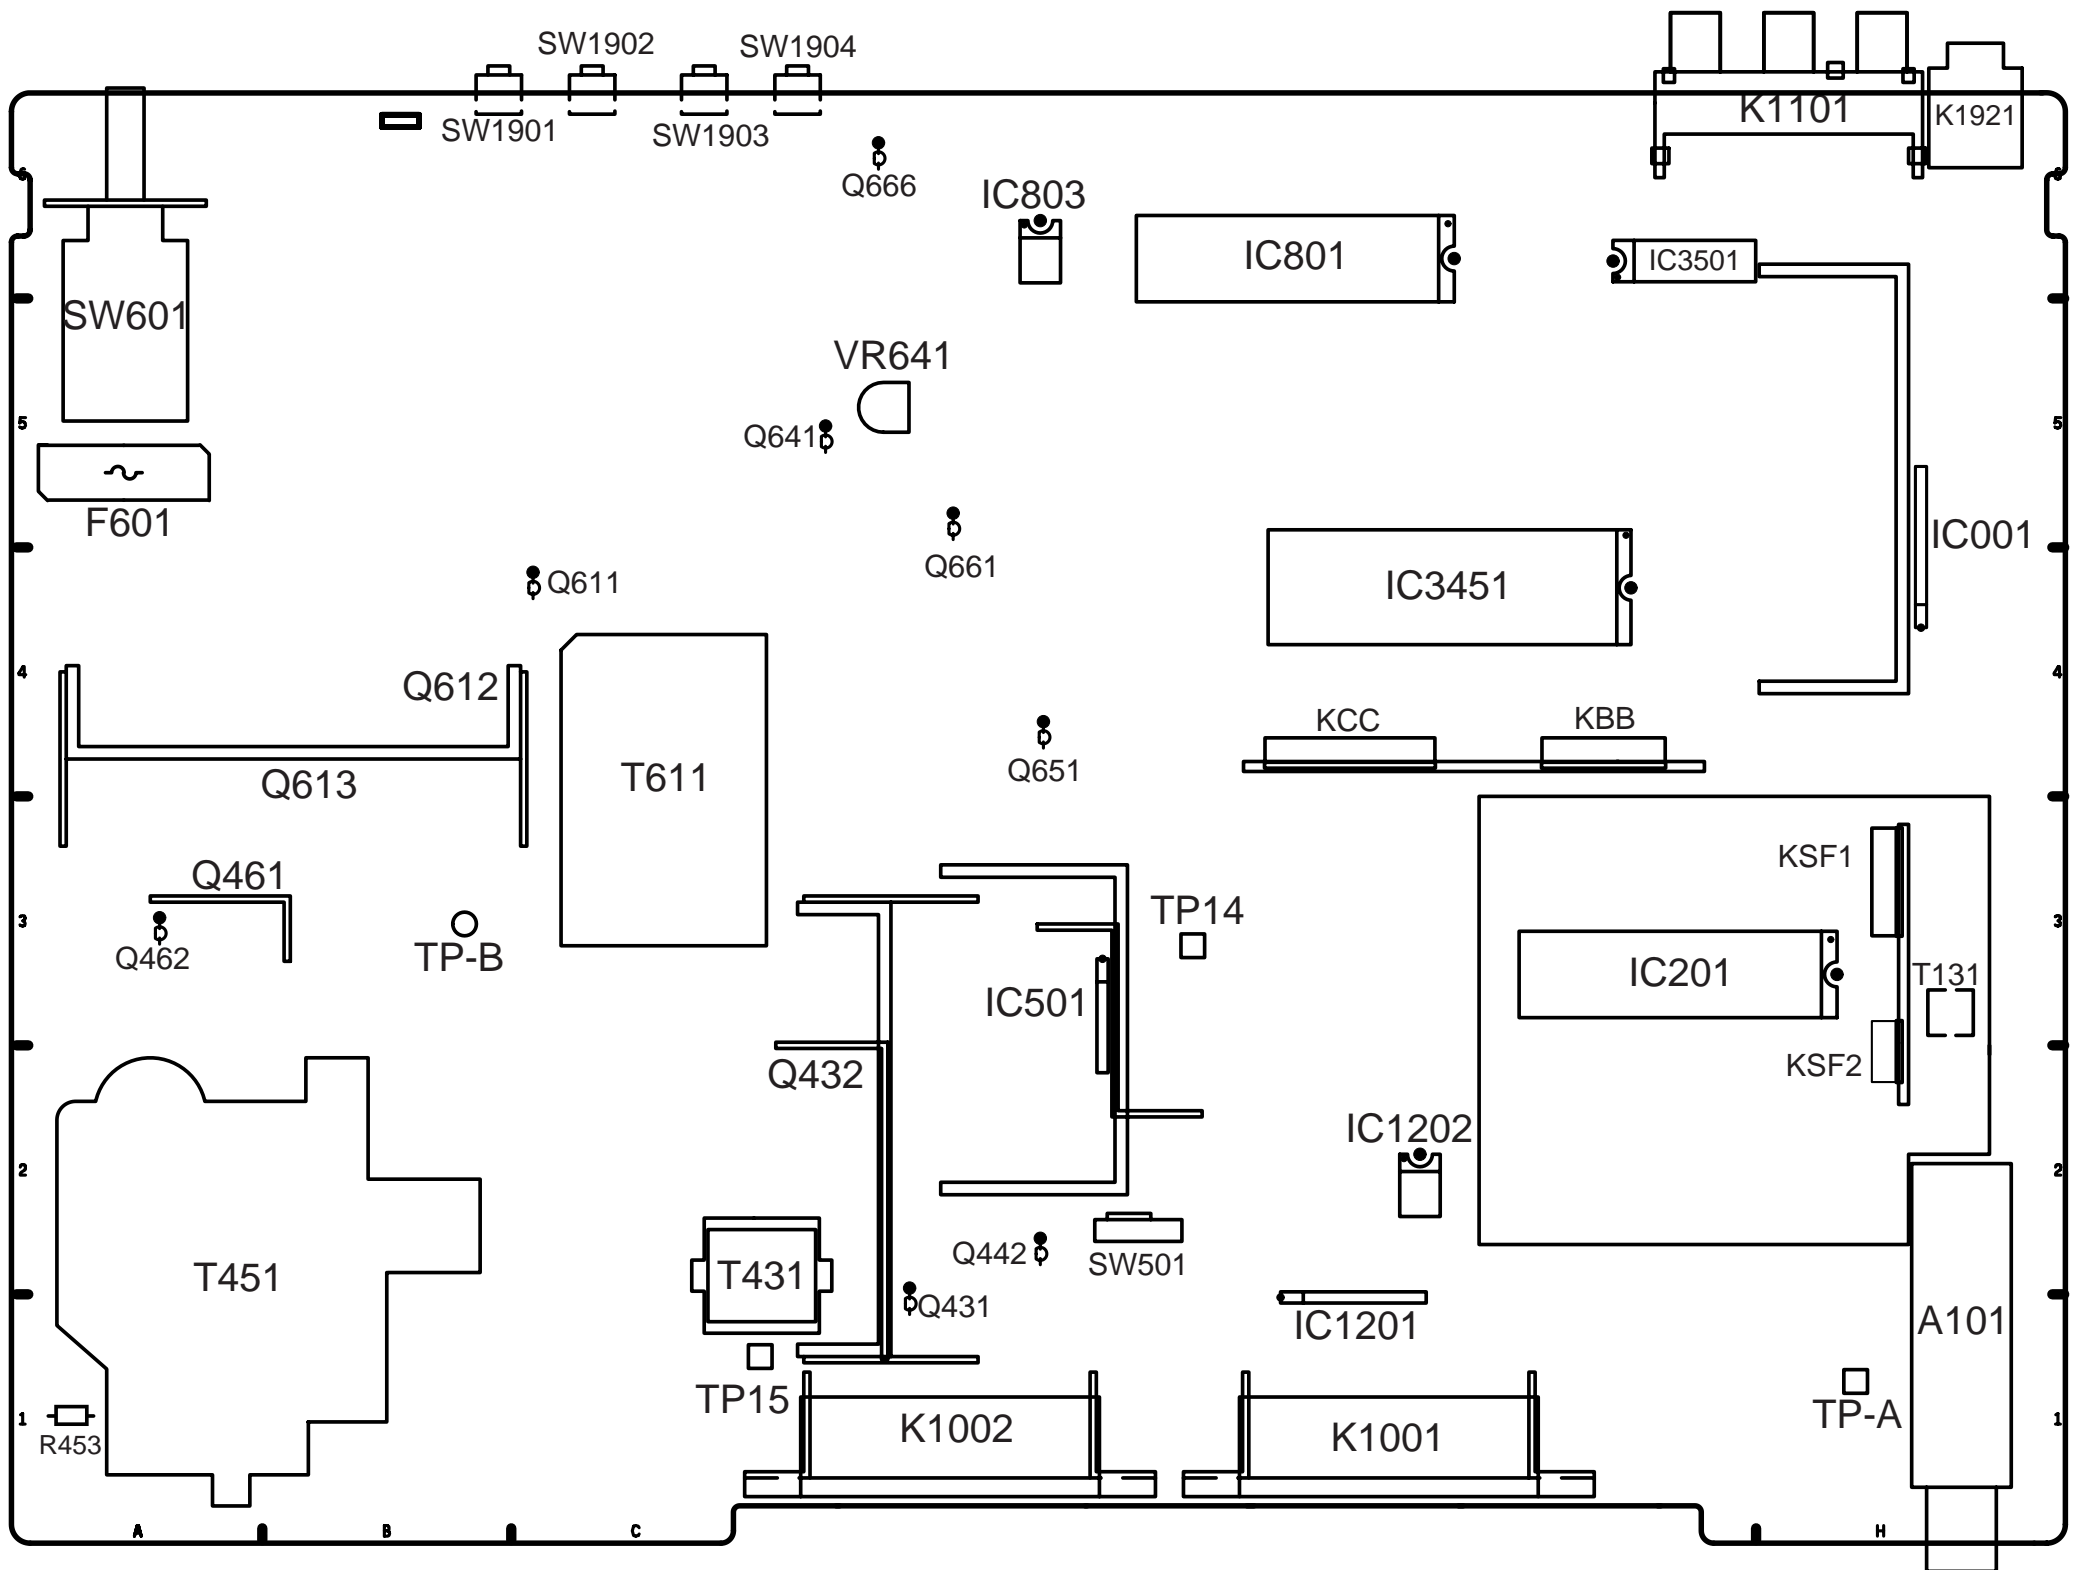 SW1902
SW1904
SW1901
SW1903
K1101
K1921
6
6
Q666
IC803
IC801
IC3501
SW601
VR641
5
Q641
5
F601
Q661
IC001
Q611
IC3451
4
Q612
4
KCC
KBB
Q613
T611
Q651
Q461
KSF1
3
TP14
3
Q462
TP-B
IC501
IC201
T131
Q432
KSF2
IC1202
2
2
T451
T431
Q442
SW501
Q431
IC1201
A101
TP15
TP-A
1
R453
K1002
K1001
1
A
B
C
H